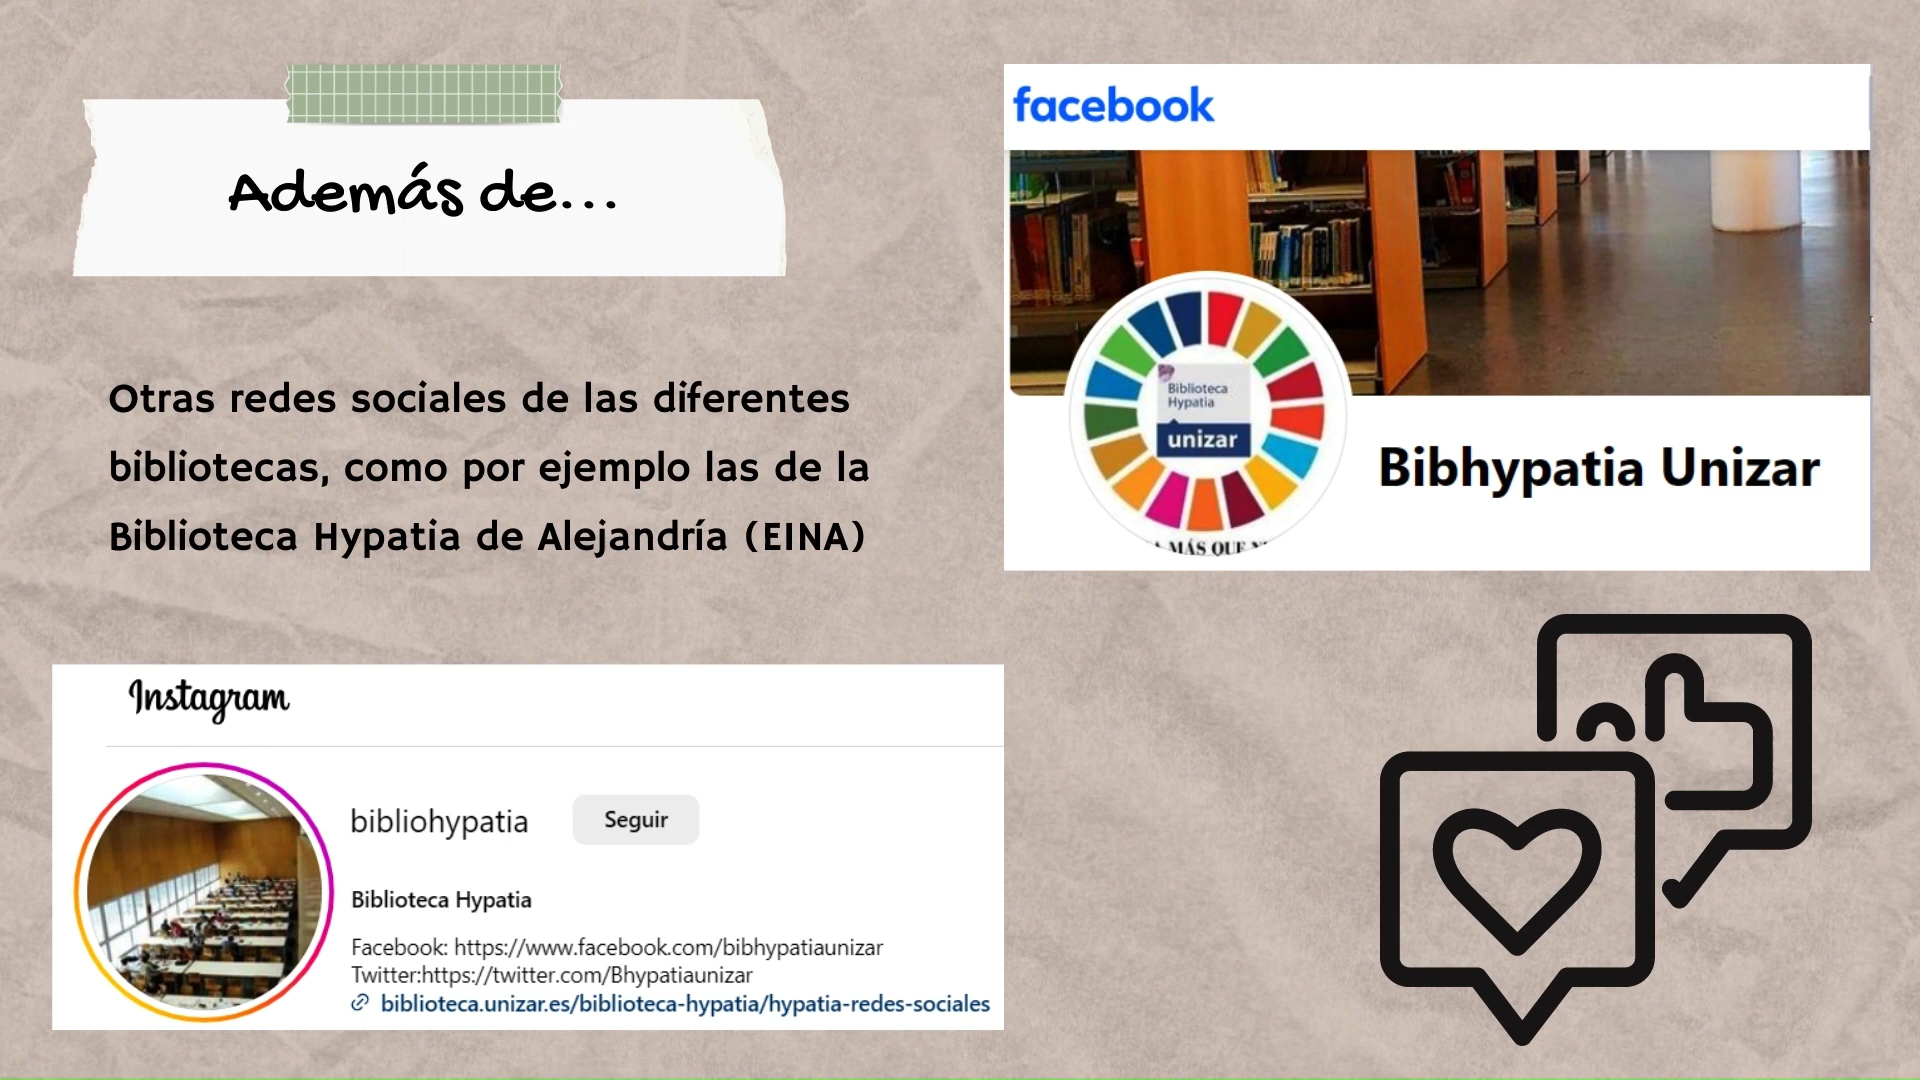 Además de...
Otras redes sociales de las diferentes
bibliotecas, como por ejemplo las de la
Biblioteca Hypatia de Alejandría (EINA)
facebook
Biblioteca
Hypatia
unizar
MÁS QUE
Bibhypatia Unizar
Instagram
bibliohypatia Seguir
Biblioteca Hypatia
Facebook: https://www.facebook.com/bibhypatiaunizar
Twitter:https://twitter.com/Bhypatiaunizar
biblioteca.unizar.es/biblioteca-hypatia/hypatia-redes-sociales